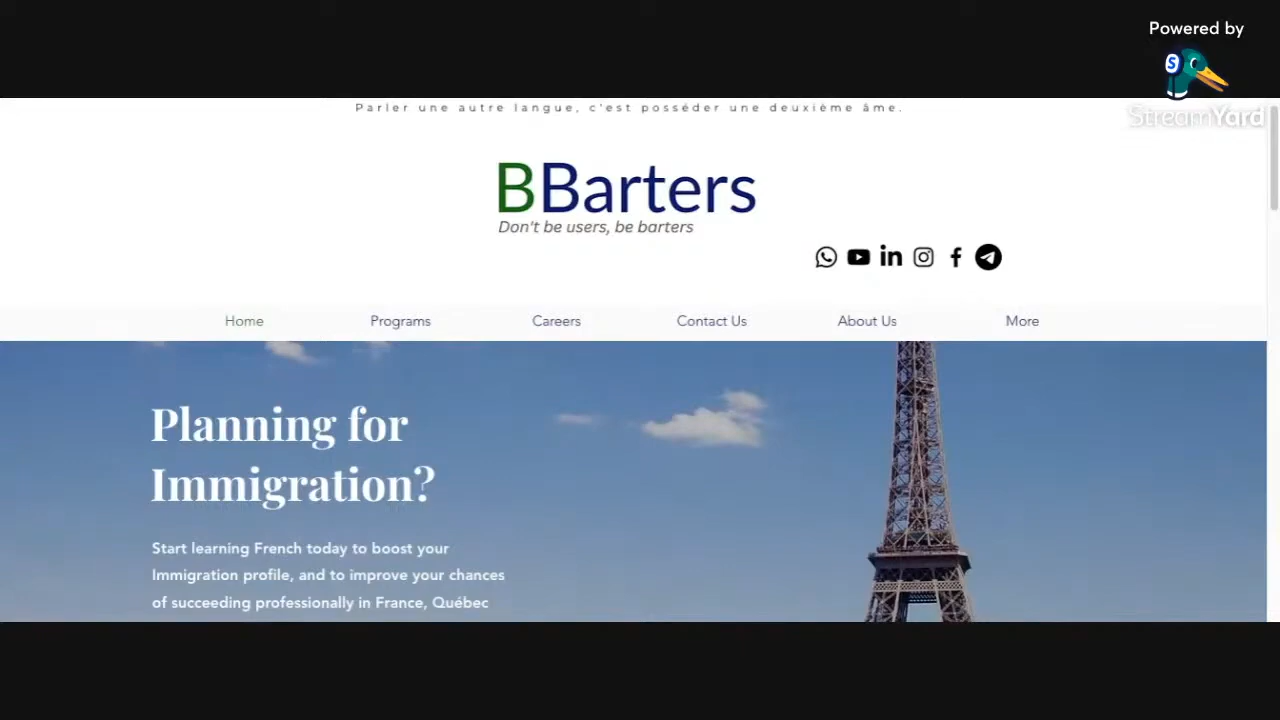 Powered by
StreamYard
Parler une autre langue, c'est posséder une deuxième âme.
BBarters
Don't be users, be barters
Home Programs Careers Contact Us About Us More
Planning for
Immigration?
Start learning French today to boost your
Immigration profile, and to improve your chances
of succeeding professionally in France, Québec